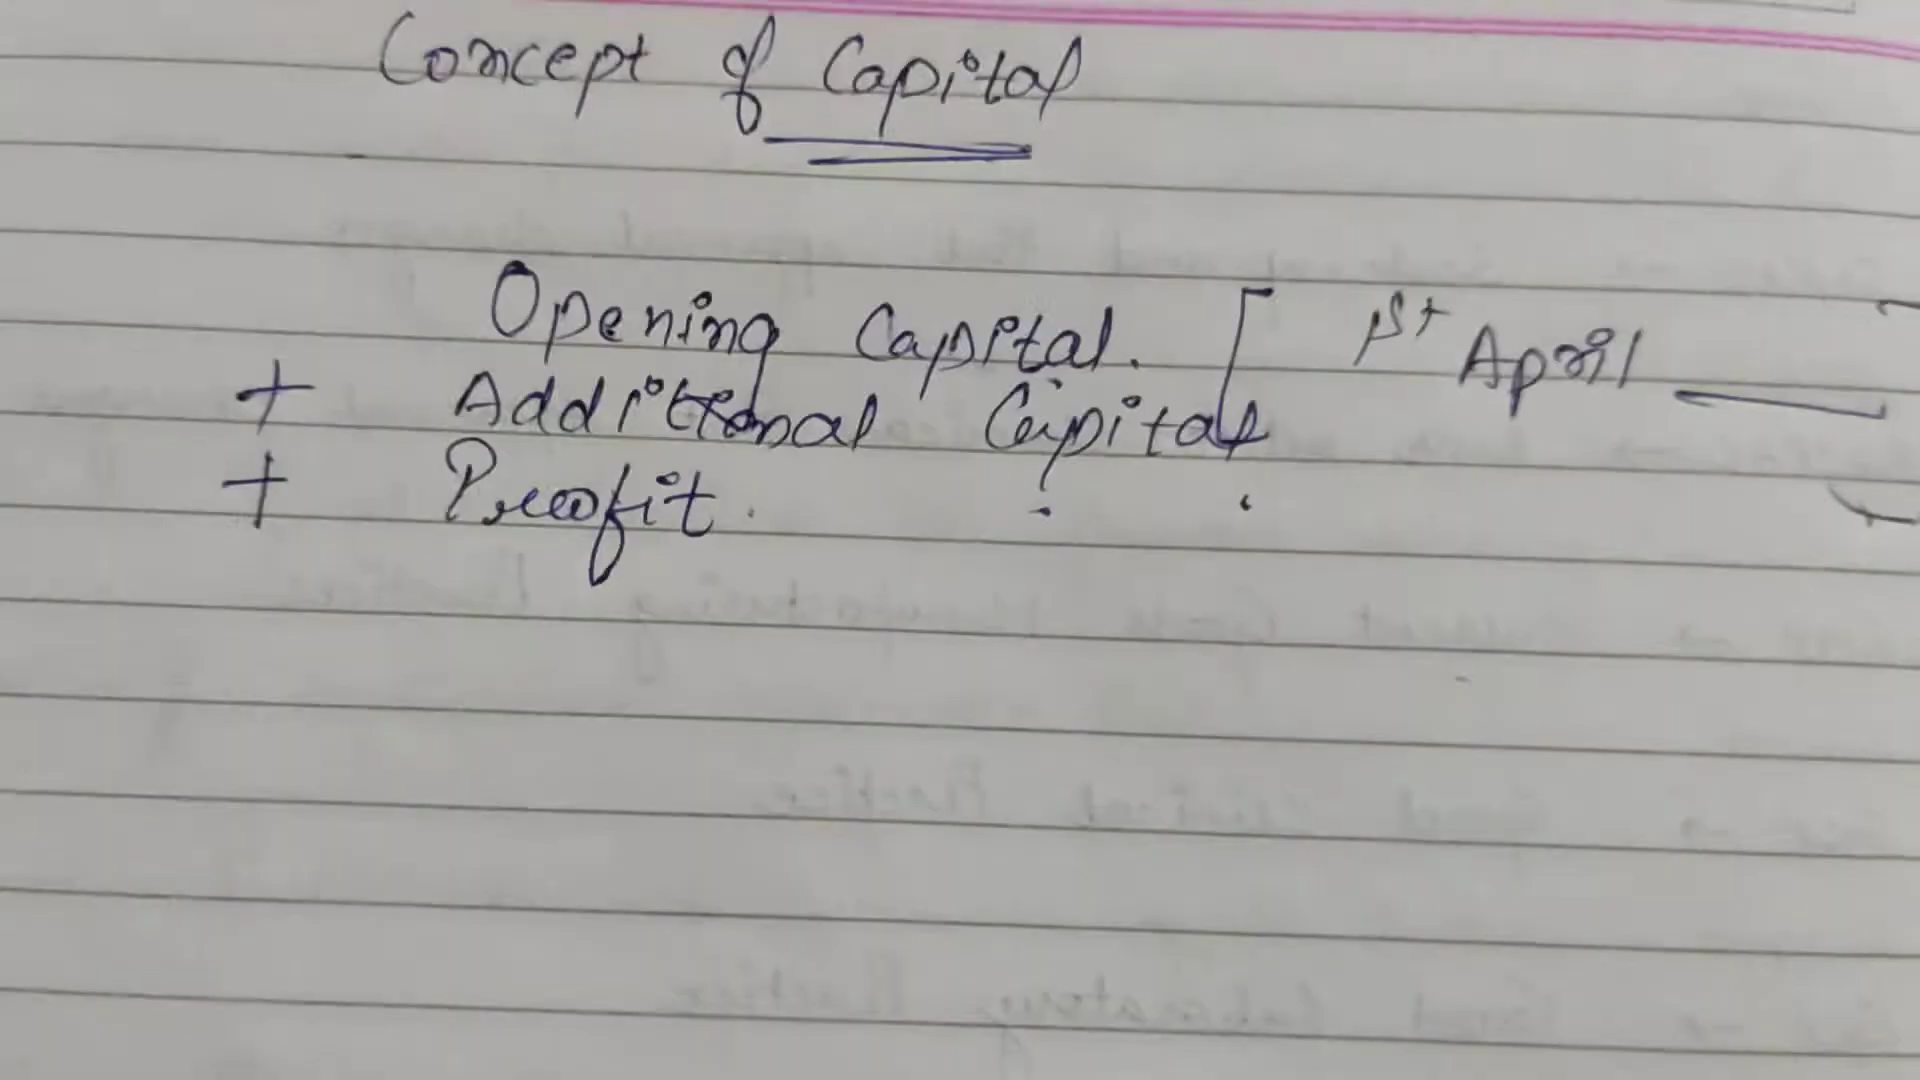 Concept of Capital
Opening Capital. [ 1st April
+ Additional Capital
+ Profit.